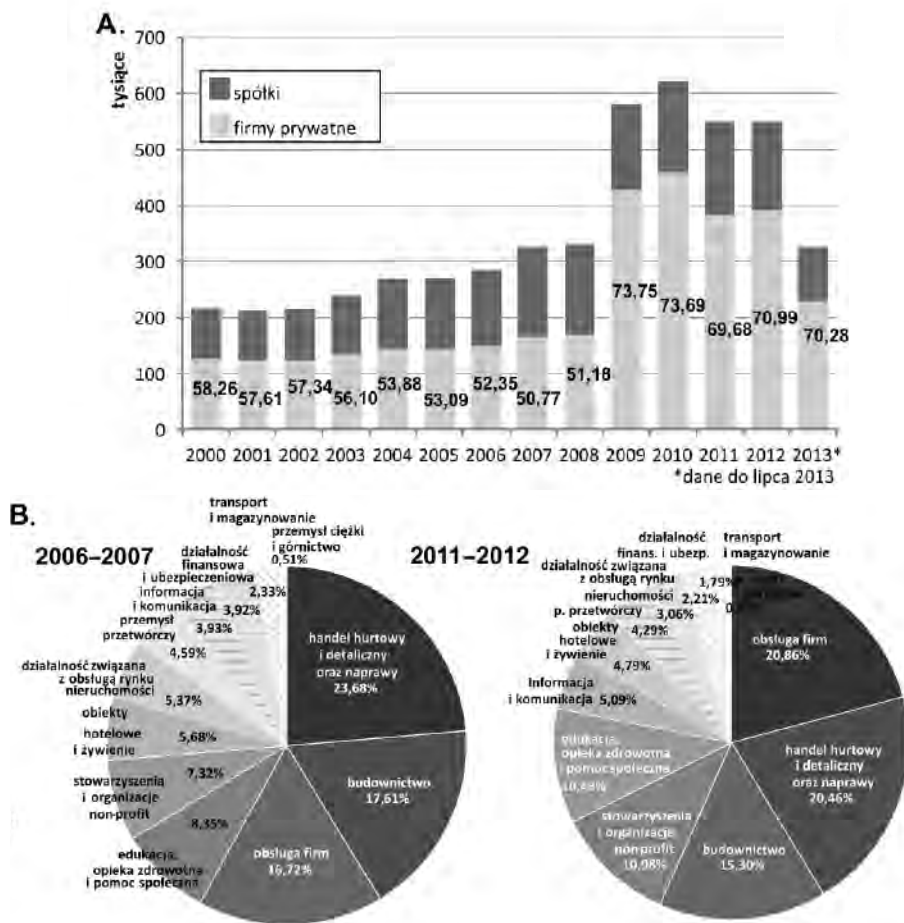 A.
700
600
500
400
300
200
100
0
tysiące
spółki
firmy prywatne
58,26
57,61
57,34
56,10
53,88
53,09
52,35
50,77
51,18
73,75
73,69
69,68
70,99
70,28
2000 2001 2002 2003 2004 2005 2006 2007 2008 2009 2010 2011 2012 2013*
*dane do lipca 2013
B.
2006–2007
transport
i magazynowanie
2,33%
przemysł ciężki
i górnictwo
0,51%
działalność
finansowa
i ubezpieczeniowa
3,92%
informacja
i komunikacja
3,93%
przemysł
przetwórczy
4,59%
działalność związana
z obsługą rynku
nieruchomości
5,37%
obiekty
hotelowe
i żywienie
5,68%
stowarzyszenia
i organizacje
non-profit
7,32%
edukacja,
opieka zdrowotna
i pomoc społeczna
8,35%
obsługa firm
16,72%
budownictwo
17,61%
handel hurtowy
i detaliczny
oraz naprawy
23,68%
2011–2012
transport
i magazynowanie
1,79%
działalność
finans. i ubezp.
2,21%
działalność związana
z obsługą rynku
nieruchomości
3,06%
p. przetwórczy
4,29%
obiekty
hotelowe
i żywienie
4,79%
Informacja
i komunikacja
5,09%
edukacja,
opieka zdrowotna
i pomoc społeczna
stowarzyszenia
i organizacje
non-profit
10,98%
budownictwo
15,30%
handel hurtowy
i detaliczny
oraz naprawy
20,46%
obsługa firm
20,86%